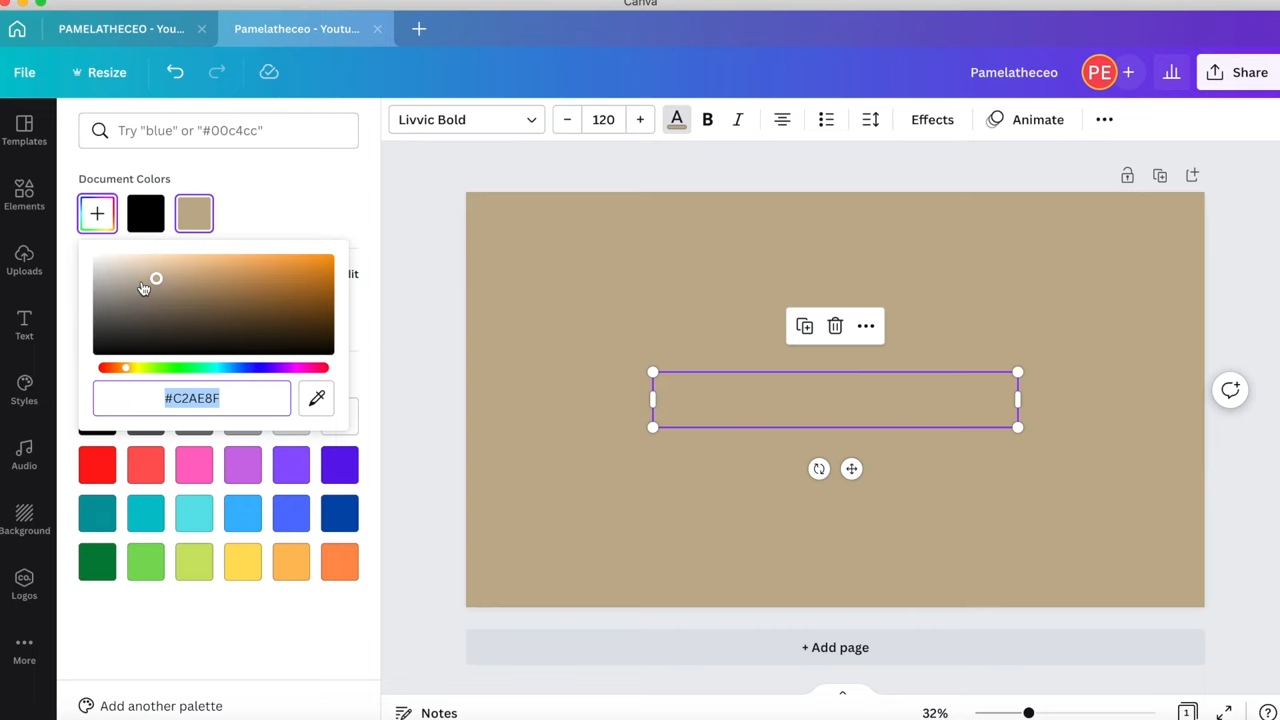 Canva
PAMELATHECEO - You...
Pamelatheceo - Youtu...
File
Resize
Pamelatheceo
PE
Share
Templates
Elements
Uploads
Text
Styles
Audio
Background
Logos
More
Try "blue" or "#00c4cc"
Document Colors
dit
#C2AE8F
CO.
Add another palette
Livvic Bold
120
A
B
I
Effects
Animate
+ Add page
Notes
32%
1
?